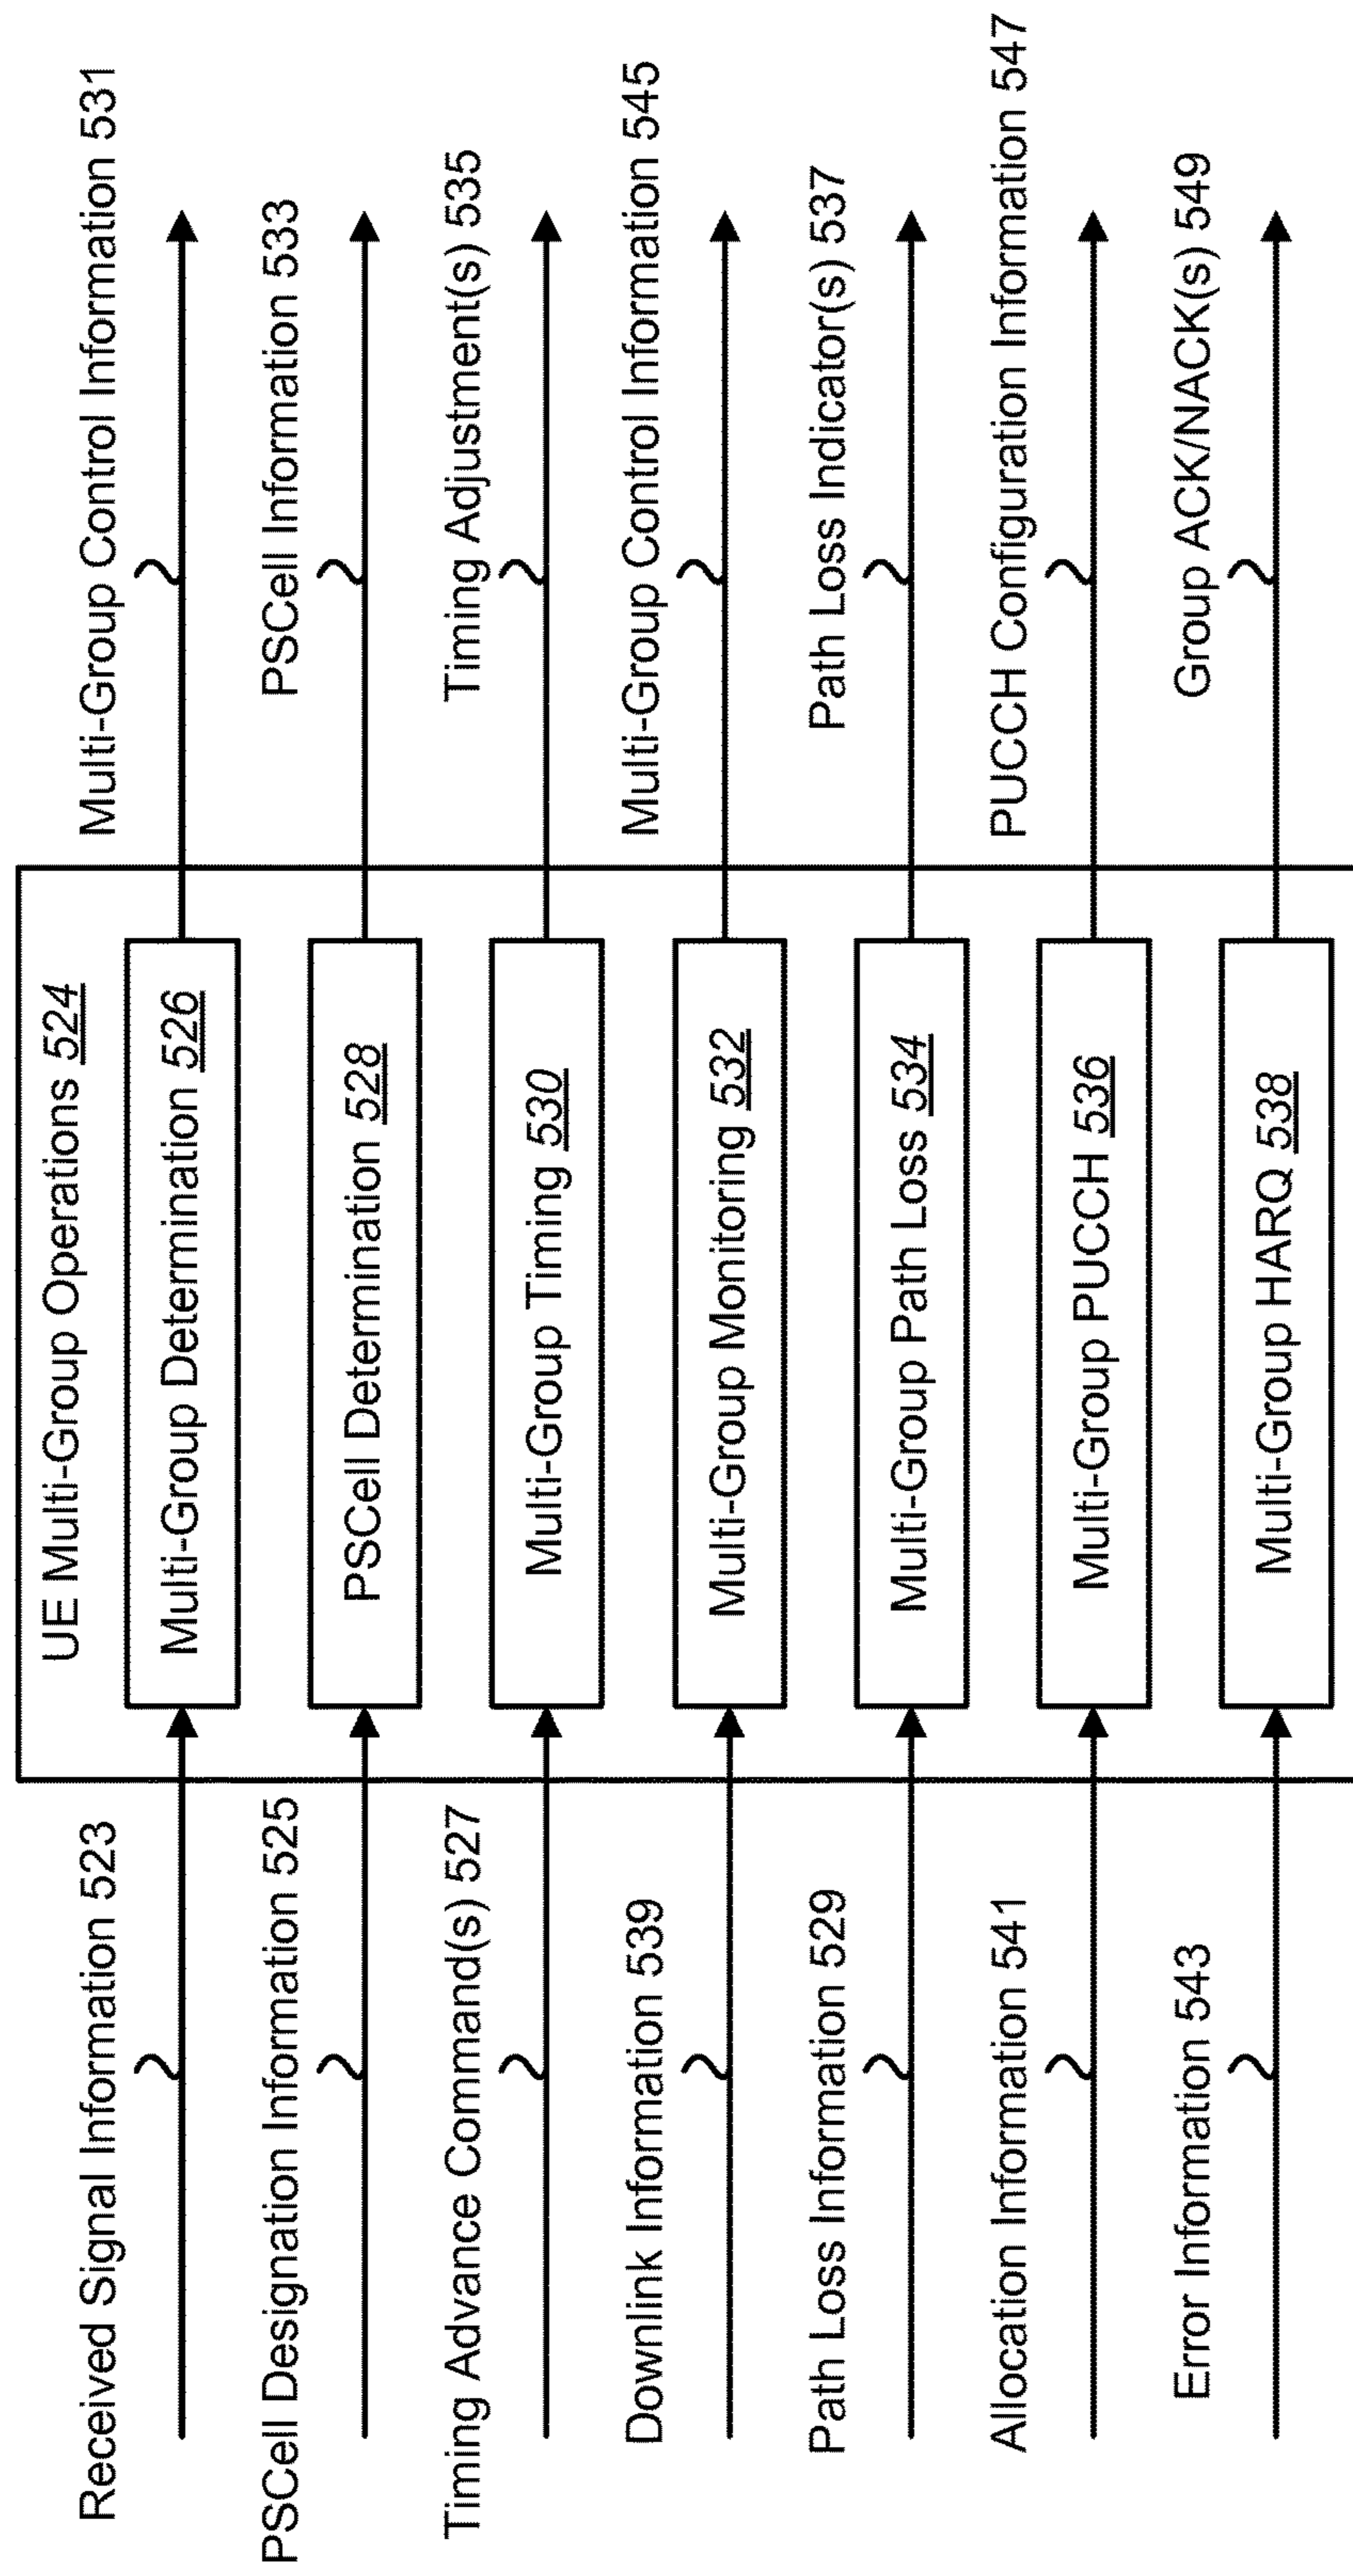 UE Multi-Group Operations 524
Received Signal Information 523
Multi-Group Determination 526
Multi-Group Control Information 531
PSCell Designation Information 525
PSCell Determination 528
PSCell Information 533
Timing Advance Command(s) 527
Multi-Group Timing 530
Timing Adjustment(s) 535
Downlink Information 539
Multi-Group Monitoring 532
Multi-Group Control Information 545
Path Loss Information 529
Multi-Group Path Loss 534
Path Loss Indicator(s) 537
Allocation Information 541
Multi-Group PUCCH 536
PUCCH Configuration Information 547
Error Information 543
Multi-Group HARQ 538
Group ACK/NACK(s) 549